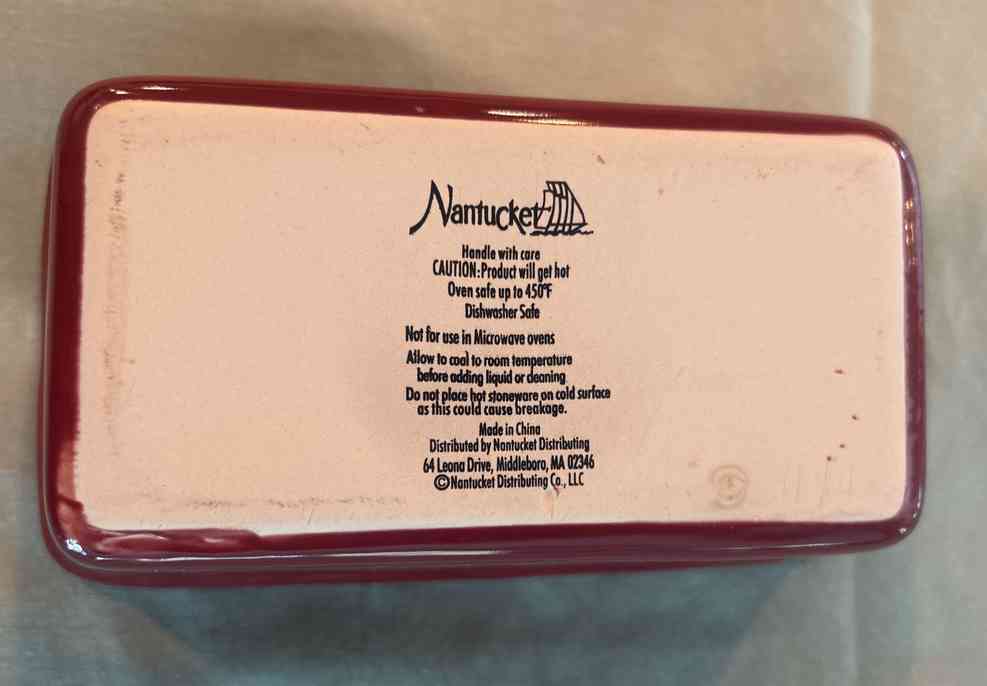 Nantucket
Handle with care
CAUTION: Product will get hot
Oven safe up to 450°F
Dishwasher Safe
Not for use in Microwave ovens
Allow to cool to room temperature
before adding liquid or cleaning
Do not place hot stoneware on cold surface
as this could cause breakage.
Made in China
Distributed by Nantucket Distributing
64 Leona Drive, Middleboro, MA 02346
©Nantucket Distributing Co., LLC